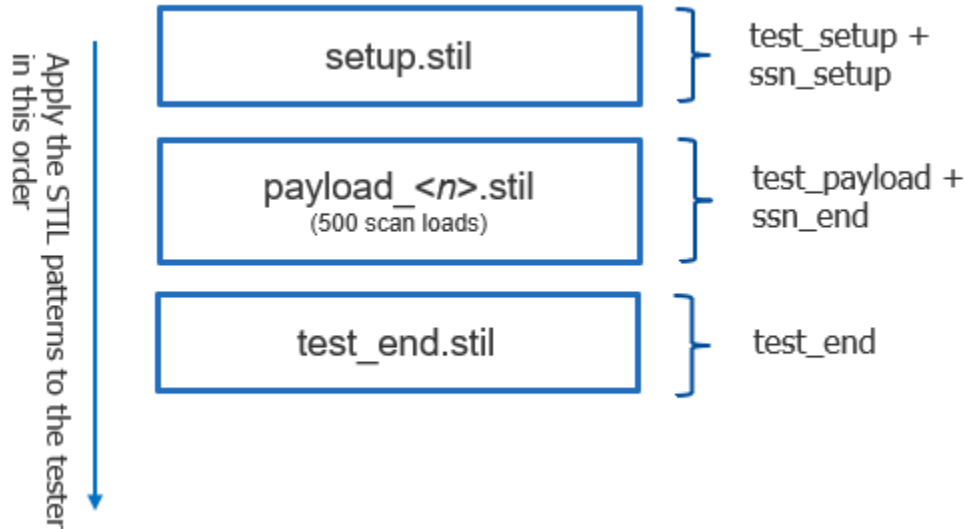 Apply the STIL patterns to the tester
in this order
setup.stil
test_setup +
ssn_setup
payload_<n>.stil
(500 scan loads)
test_payload +
ssn_end
test_end.stil
test_end